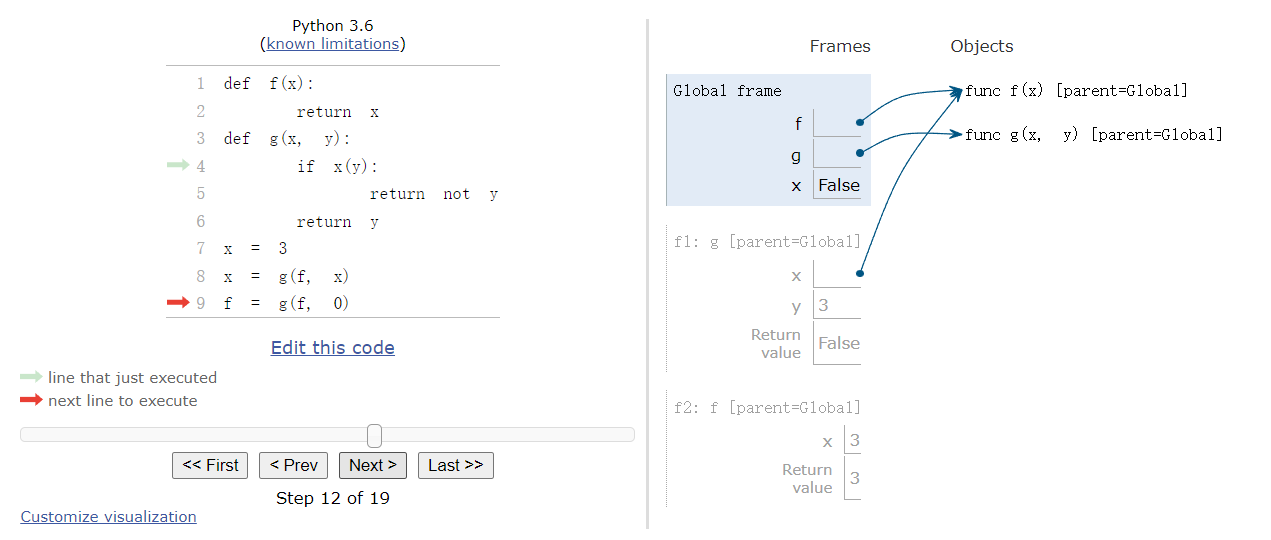 Python 3.6
(known limitations)
1 def f(x):
2 return x
3 def g(x, y):
4 if x(y):
5 return not y
6 return y
7 x = 3
8 x = g(f, x)
9 f = g(f, 0)
Edit this code
line that just executed
next line to execute
<< First < Prev Next > Last >>
Step 12 of 19
Customize visualization
Frames Objects
Global frame
f
g
x False
func f(x) [parent=Global]
func g(x, y) [parent=Global]
f1: g [parent=Global]
x
y 3
Return
value False
f2: f [parent=Global]
x 3
Return
value 3